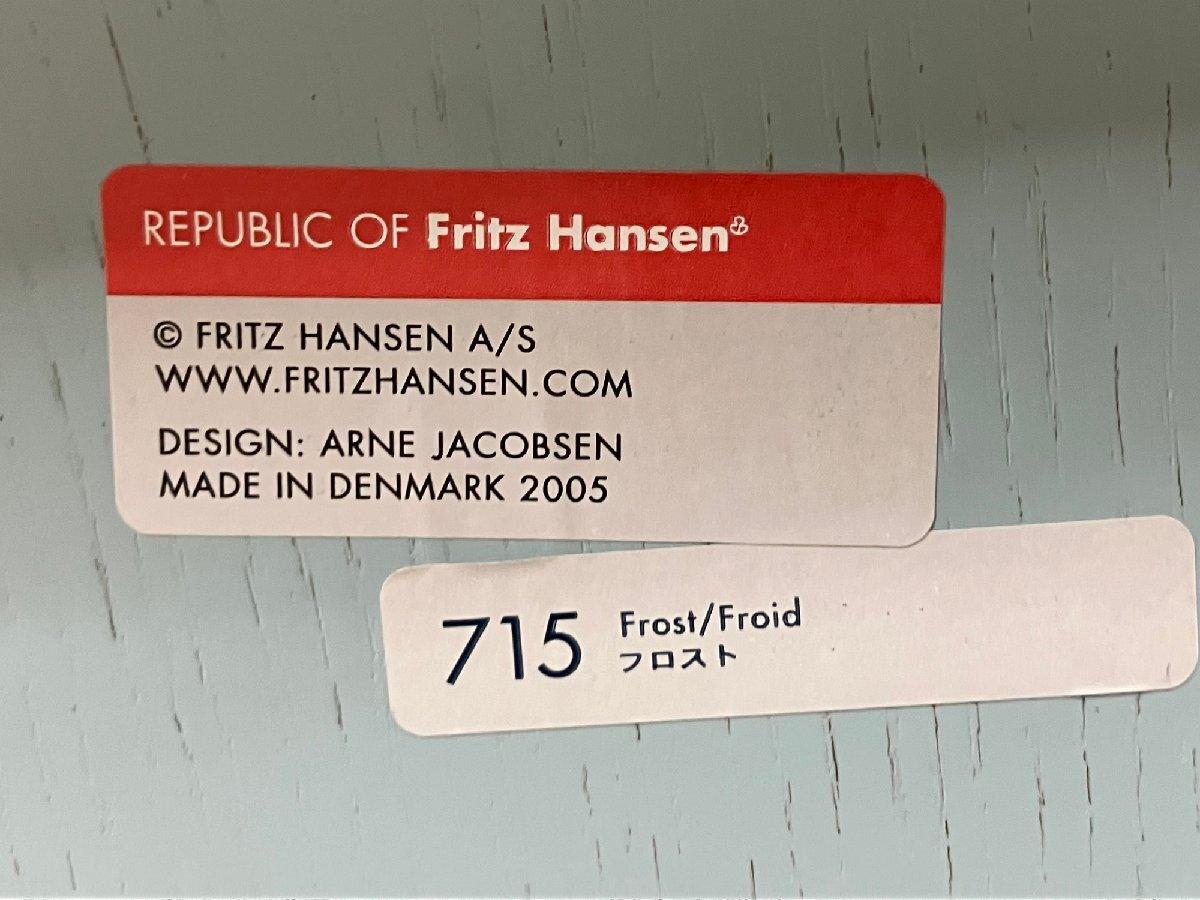 REPUBLIC OF Fritz Hansen
© FRITZ HANSEN A/S
WWW.FRITZHANSEN.COM
DESIGN: ARNE JACOBSEN
MADE IN DENMARK 2005
715 Frost/Froid
フロスト